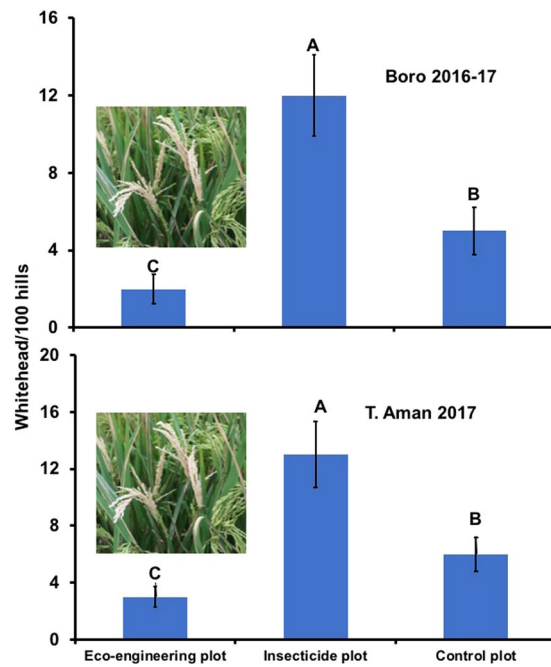 Whitehead/100 hills
16
12
8
4
0
Boro 2016-17
A
B
C
20
16
12
8
4
0
T. Aman 2017
A
B
C
Eco-engineering plot Insecticide plot Control plot